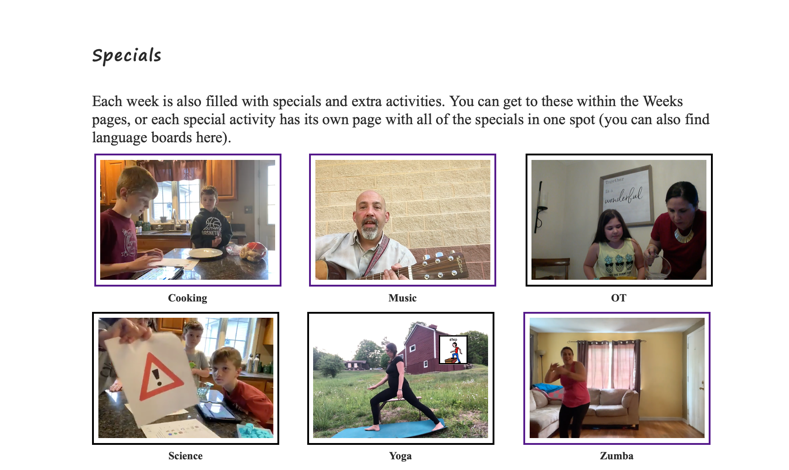 Specials
Each week is also filled with specials and extra activities. You can get to these within the Weeks
pages, or each special activity has its own page with all of the specials in one spot (you can also find
language boards here).
wonderful
Cooking
Music
OT
Science
Yoga
Zumba